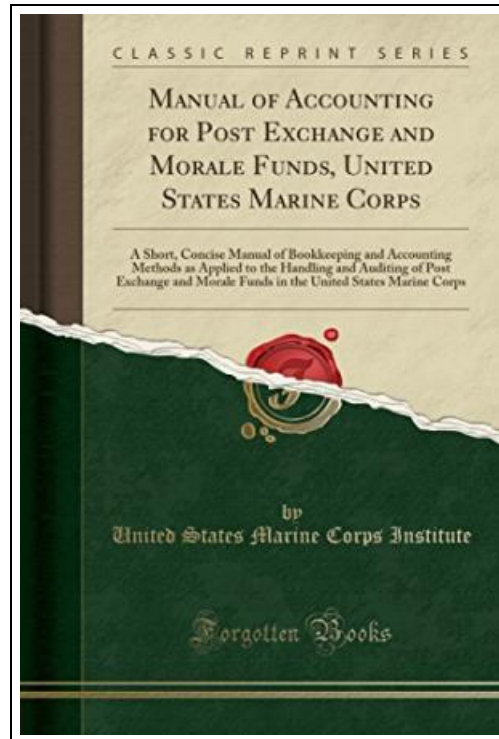 CLASSIC REPRINT SERIES
MANUAL OF ACCOUNTING
FOR POST EXCHANGE AND
MORALE FUNDS, UNITED
STATES MARINE CORPS
A Short, Concise Manual of Bookkeeping and Accounting
Methods as Applied to the Handling and Auditing of Post
Exchange and Morale Funds in the United States Marine Corps
by
United States Marine Corps Institute
Forgotten Books